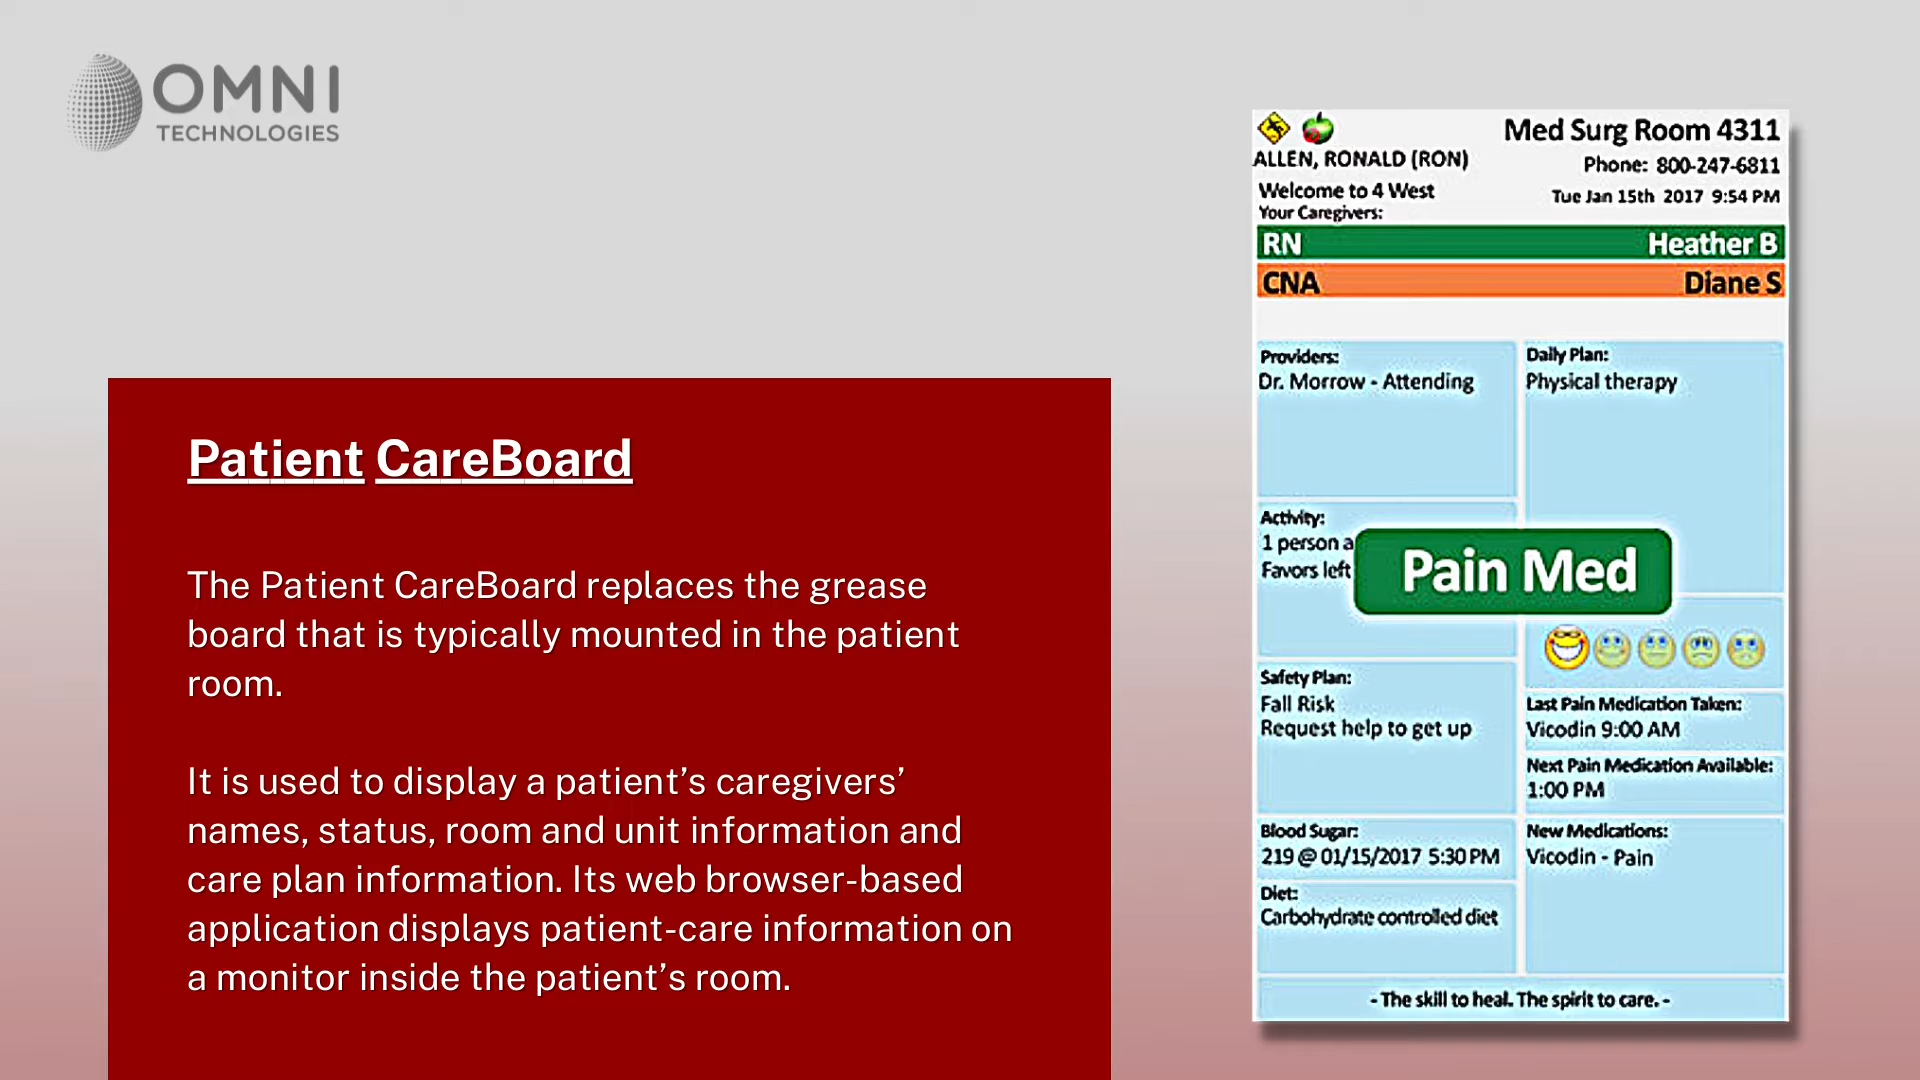 OMNI
TECHNOLOGIES
Patient CareBoard
The Patient CareBoard replaces the grease
board that is typically mounted in the patient
room.
It is used to display a patient’s caregivers’
names, status, room and unit information and
care plan information. Its web browser-based
application displays patient-care information on
a monitor inside the patient’s room.
Med Surg Room 4311
ALLEN, RONALD (RON)
Phone: 800-247-6811
Welcome to 4 West
Tue Jan 15th 2017 9:54 PM
Your Caregivers:
RN Heather B
CNA Diane S
Providers:
Dr. Morrow - Attending
Daily Plan:
Physical therapy
Activity:
1 person a
Favors left
Pain Med
Safety Plan:
Fall Risk
Request help to get up
Last Pain Medication Taken:
Vicodin 9:00 AM
Next Pain Medication Available:
1:00 PM
Blood Sugar:
219 @ 01/15/2017 5:30 PM
Diet:
Carbohydrate controlled diet
New Medications:
Vicodin - Pain
- The skill to heal. The spirit to care. -